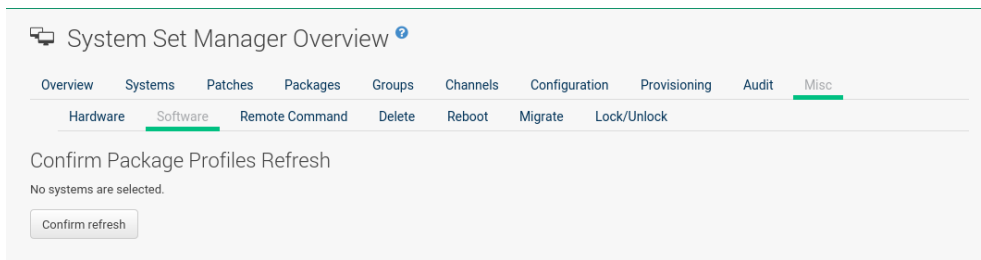 System Set Manager Overview ?
Overview Systems Patches Packages Groups Channels Configuration Provisioning Audit Misc
Hardware Software Remote Command Delete Reboot Migrate Lock/Unlock
Confirm Package Profiles Refresh
No systems are selected.
Confirm refresh